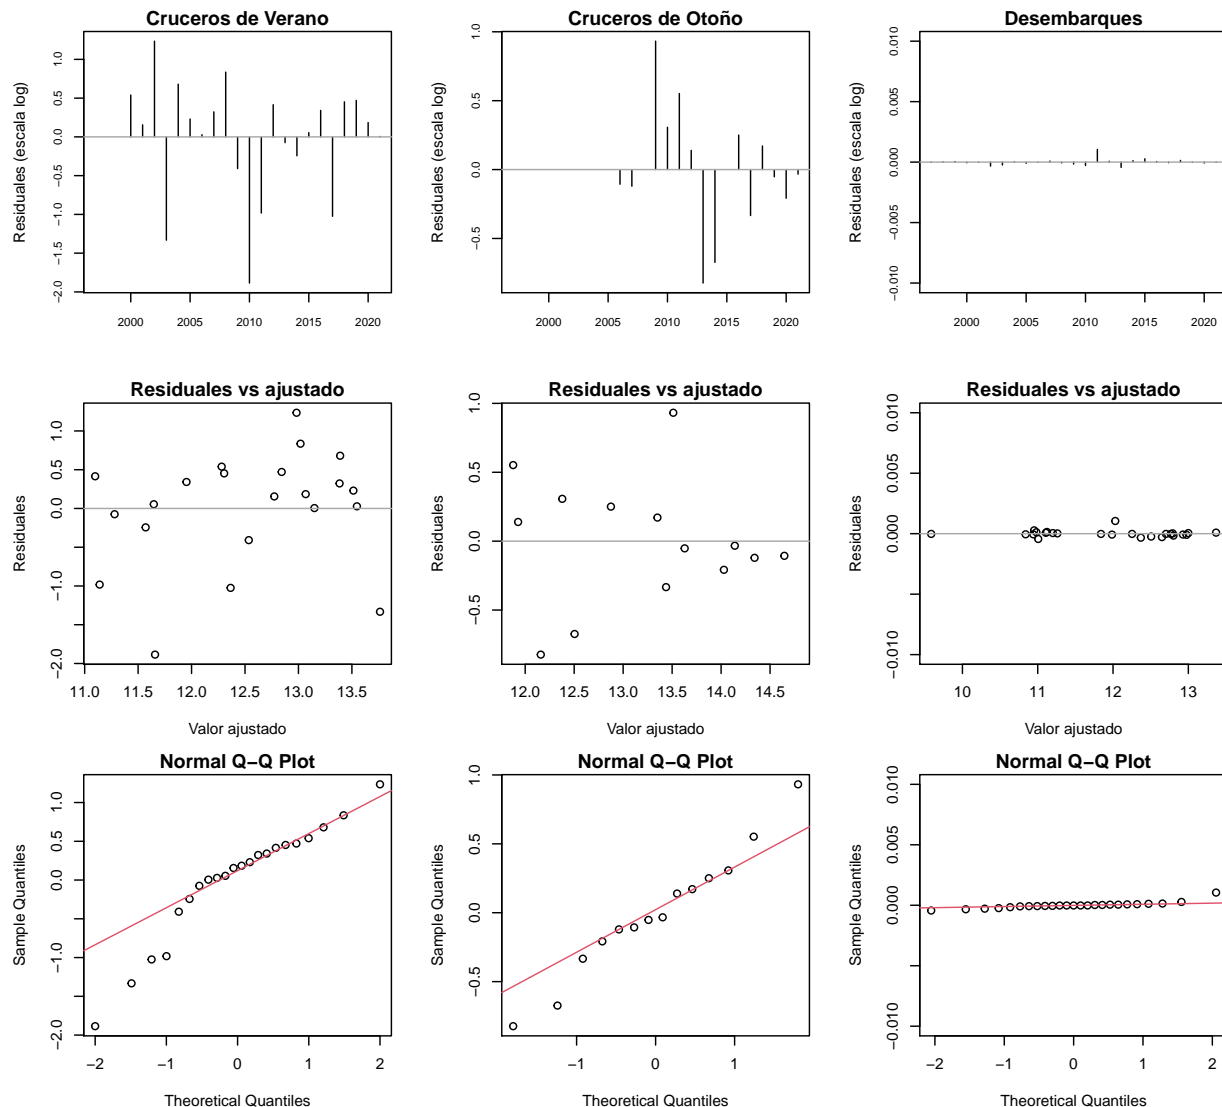 Cruceros de Verano
Residuales (escala log)
1.0
0.5
0.0
−0.5
−1.0
−1.5
−2.0
2000 2005 2010 2015 2020
Cruceros de Otoño
Residuales (escala log)
1.0
0.5
0.0
−0.5
2000 2005 2010 2015 2020
Desembarques
Residuales (escala log)
0.010
0.005
0.000
−0.005
−0.010
2000 2005 2010 2015 2020
Residuales vs ajustado
Residuales
1.0
0.5
0.0
−1.0
−2.0
11.0 11.5 12.0 12.5 13.0 13.5
Valor ajustado
Residuales vs ajustado
Residuales
1.0
0.5
0.0
−0.5
12.0 12.5 13.0 13.5 14.0 14.5
Valor ajustado
Residuales vs ajustado
Residuales
0.010
0.005
0.000
−0.010
10 11 12 13
Valor ajustado
Normal Q−Q Plot
Sample Quantiles
1.0
0.5
0.0
−1.0
−2.0
−2 −1 0 1 2
Theoretical Quantiles
Normal Q−Q Plot
Sample Quantiles
1.0
0.5
0.0
−0.5
−1 0 1
Theoretical Quantiles
Normal Q−Q Plot
Sample Quantiles
0.010
0.005
0.000
−0.010
−2 −1 0 1 2
Theoretical Quantiles